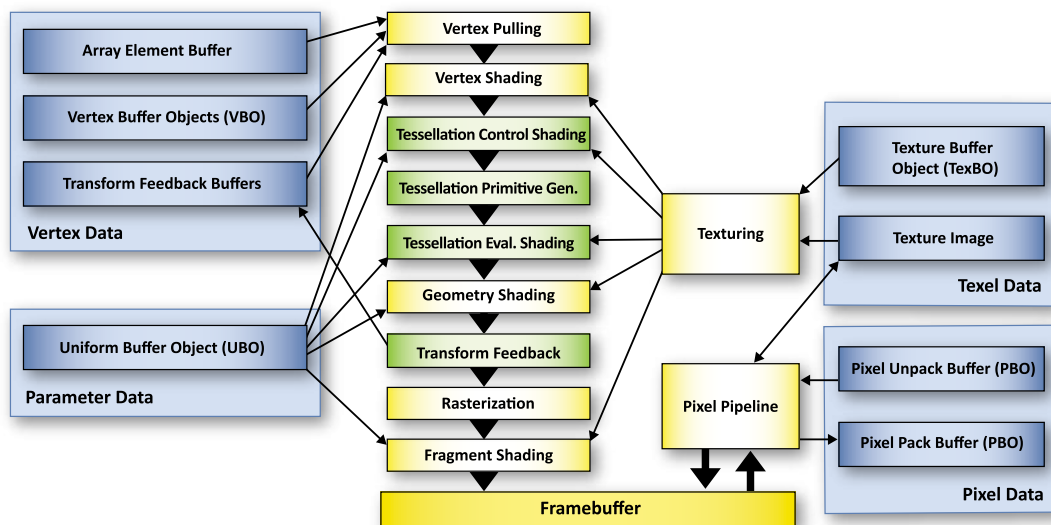 Array Element Buffer
Vertex Buffer Objects (VBO)
Transform Feedback Buffers
Vertex Data
Uniform Buffer Object (UBO)
Parameter Data
Vertex Pulling
Vertex Shading
Tessellation Control Shading
Tessellation Primitive Gen.
Tessellation Eval. Shading
Geometry Shading
Transform Feedback
Rasterization
Fragment Shading
Framebuffer
Texturing
Pixel Pipeline
Texture Buffer
Object (TexBO)
Texture Image
Texel Data
Pixel Unpack Buffer (PBO)
Pixel Pack Buffer (PBO)
Pixel Data